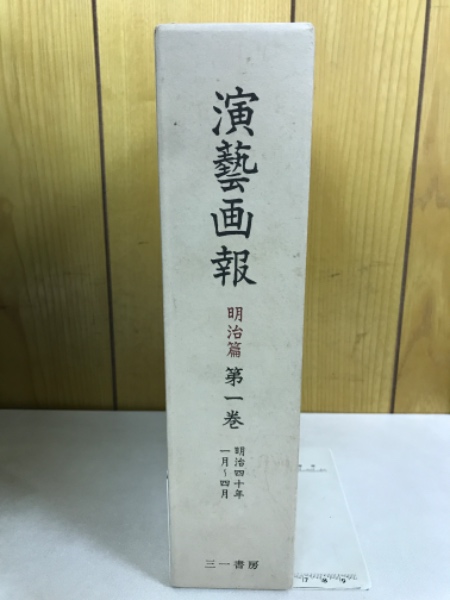 演藝画報
明治篇 第一巻
明治四十年
一月～四月
三一書房